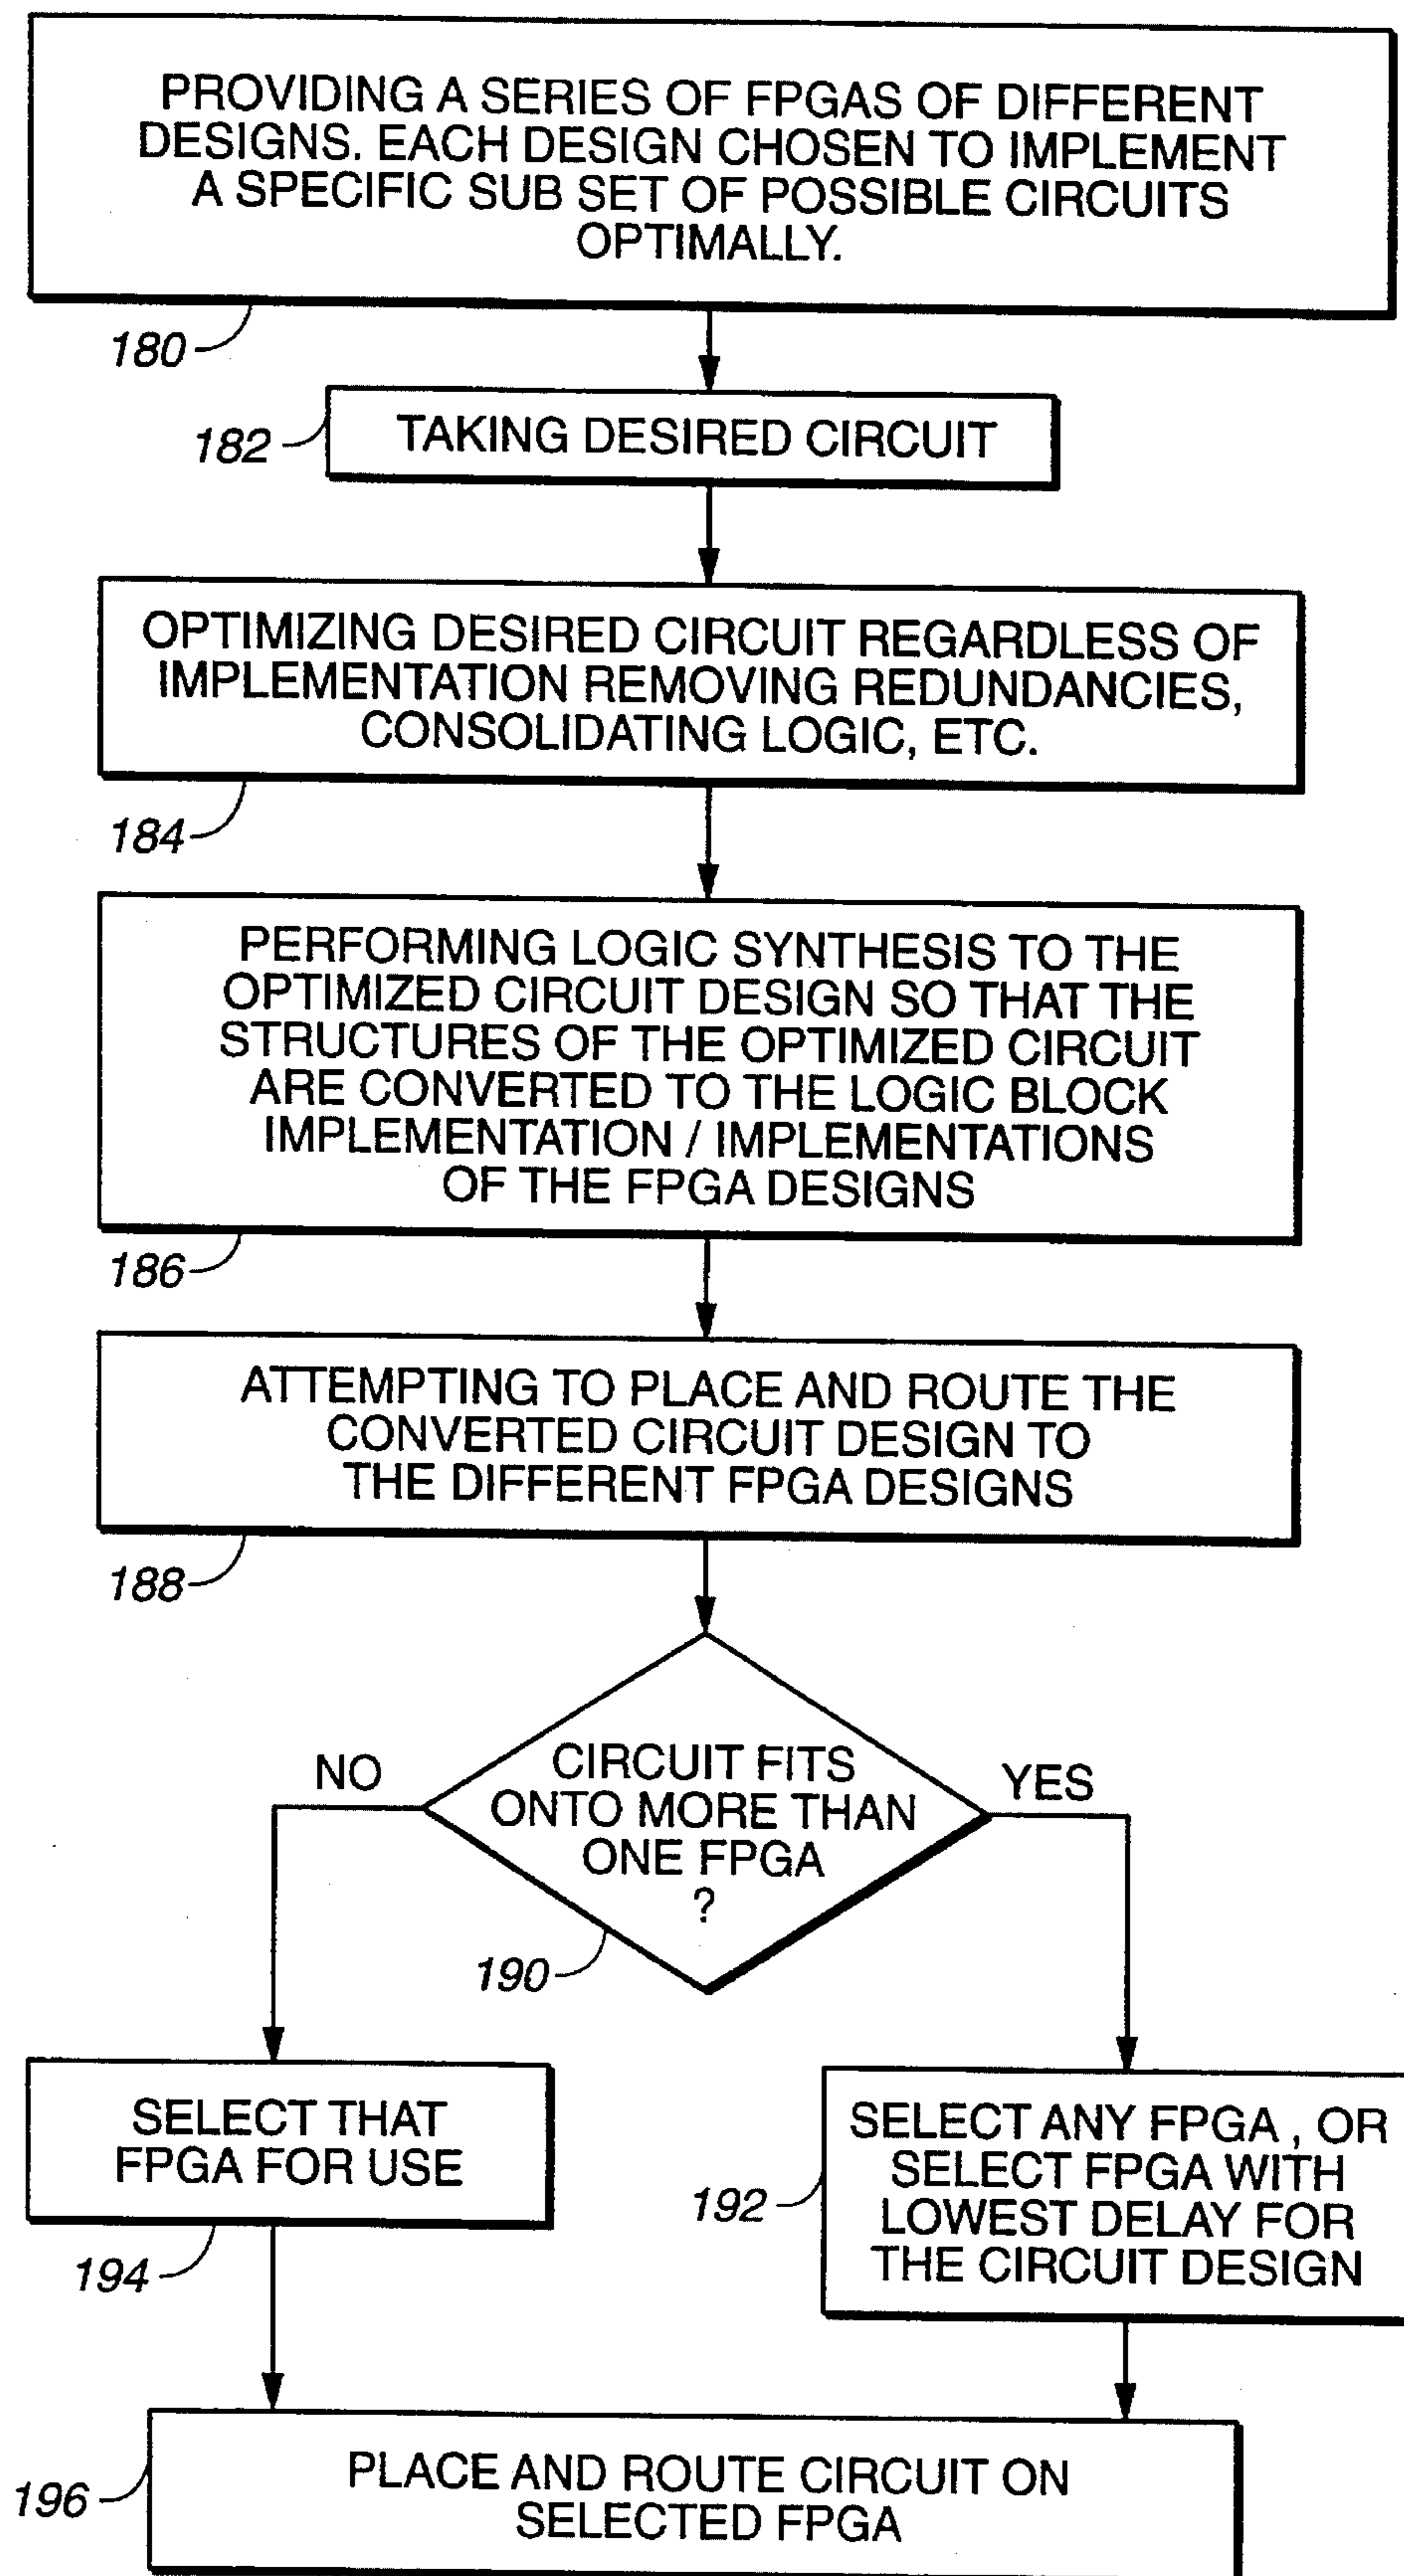 PROVIDING A SERIES OF FPGAS OF DIFFERENT
DESIGNS. EACH DESIGN CHOSEN TO IMPLEMENT
A SPECIFIC SUB SET OF POSSIBLE CIRCUITS
OPTIMALLY.
180
TAKING DESIRED CIRCUIT
182
OPTIMIZING DESIRED CIRCUIT REGARDLESS OF
IMPLEMENTATION REMOVING REDUNDANCIES,
CONSOLIDATING LOGIC, ETC.
184
PERFORMING LOGIC SYNTHESIS TO THE
OPTIMIZED CIRCUIT DESIGN SO THAT THE
STRUCTURES OF THE OPTIMIZED CIRCUIT
ARE CONVERTED TO THE LOGIC BLOCK
IMPLEMENTATION / IMPLEMENTATIONS
OF THE FPGA DESIGNS
186
ATTEMPTING TO PLACE AND ROUTE THE
CONVERTED CIRCUIT DESIGN TO
THE DIFFERENT FPGA DESIGNS
188
NO
CIRCUIT FITS
ONTO MORE THAN
ONE FPGA
?
YES
190
SELECT THAT
FPGA FOR USE
194
SELECT ANY FPGA , OR
SELECT FPGA WITH
LOWEST DELAY FOR
THE CIRCUIT DESIGN
192
PLACE AND ROUTE CIRCUIT ON
SELECTED FPGA
196